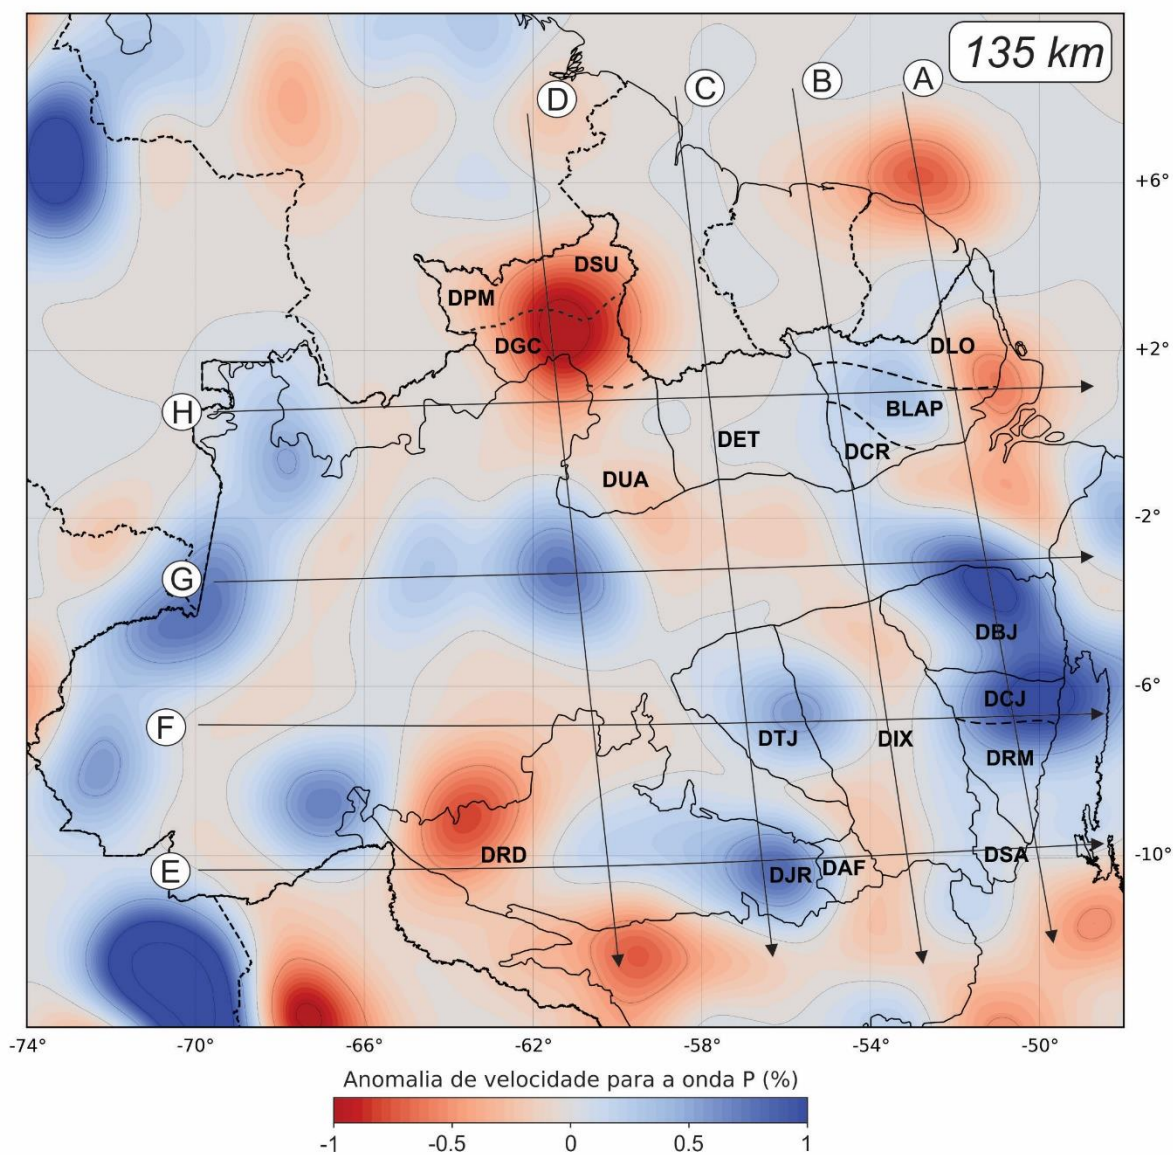 135 km
D
C
B
A
+6°
DSU
DPM
DGC
DLO
+2°
H
BLAP
DET
DCR
DUA
-2°
G
DBJ
-6°
DCJ
F
DTJ
DIX
DRM
DRD
DSA
-10°
E
DJR
DAF
-74°
-70°
-66°
-62°
-58°
-54°
-50°
Anomalia de velocidade para a onda P (%)
-1
-0.5
0
0.5
1